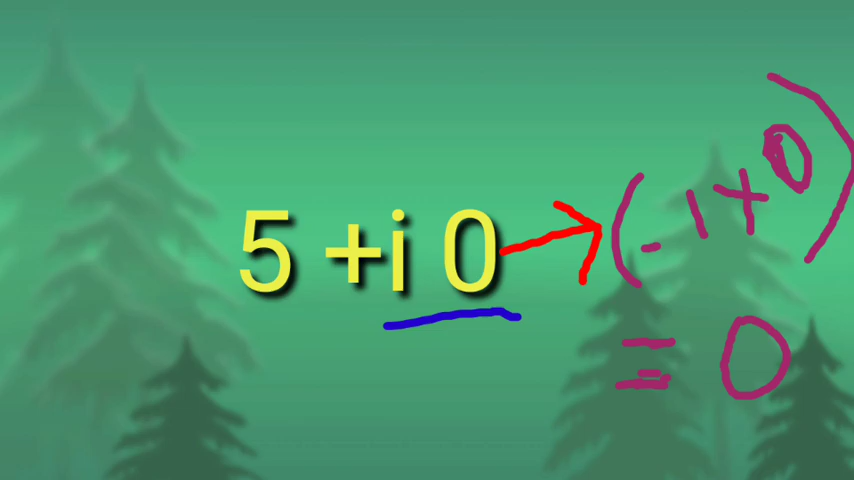 5 +i 0
(-1+0)
= 0